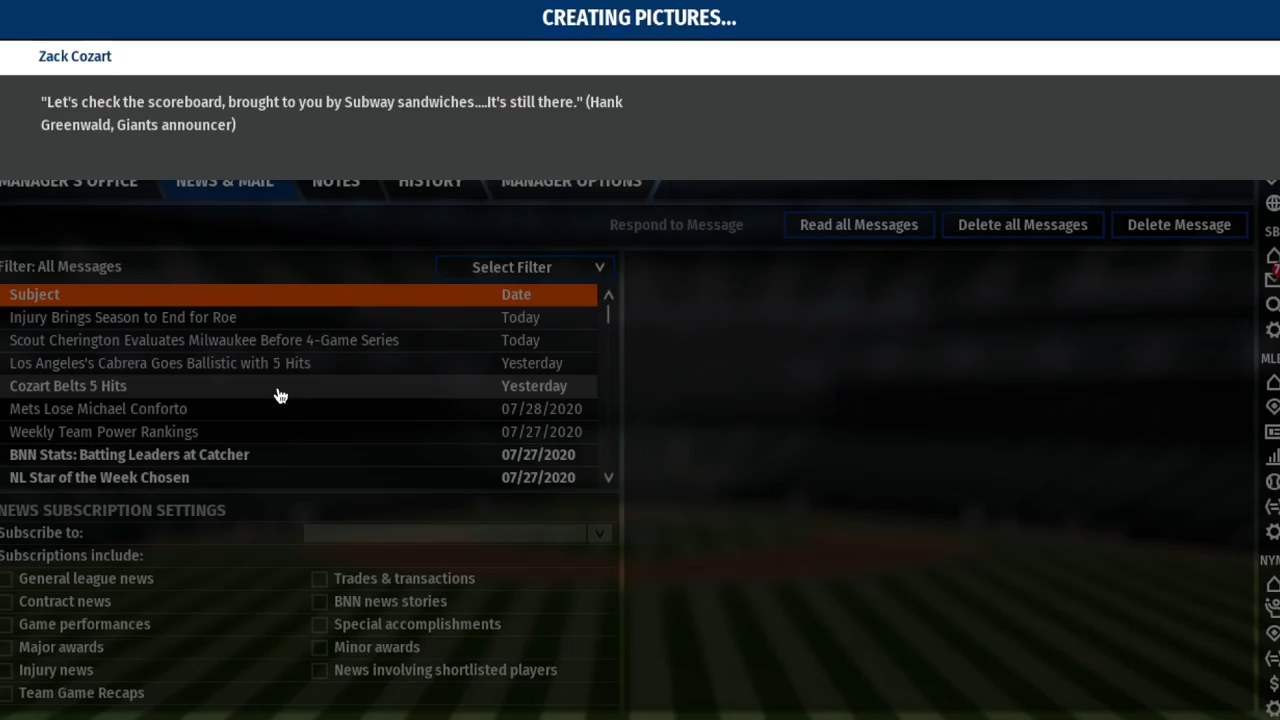 CREATING PICTURES...
Zack Cozart
"Let's check the scoreboard, brought to you by Subway sandwiches....It's still there." (Hank
Greenwald, Giants announcer)
MANAGER'S OFFICE NEWS & MAIL NOTES HISTORY MANAGER OPTIONS
Respond to Message Read all Messages Delete all Messages Delete Message
Filter: All Messages Select Filter
Subject Date
Injury Brings Season to End for Roe Today
Scout Cherington Evaluates Milwaukee Before 4-Game Series Today
Los Angeles's Cabrera Goes Ballistic with 5 Hits Yesterday
Cozart Belts 5 Hits Yesterday
Mets Lose Michael Conforto 07/28/2020
Weekly Team Power Rankings 07/27/2020
BNN Stats: Batting Leaders at Catcher 07/27/2020
NL Star of the Week Chosen 07/27/2020
NEWS SUBSCRIPTION SETTINGS
Subscribe to:
Subscriptions include:
General league news Trades & transactions
Contract news BNN news stories
Game performances Special accomplishments
Major awards Minor awards
Injury news News involving shortlisted players
Team Game Recaps
SB
MLB
NYM